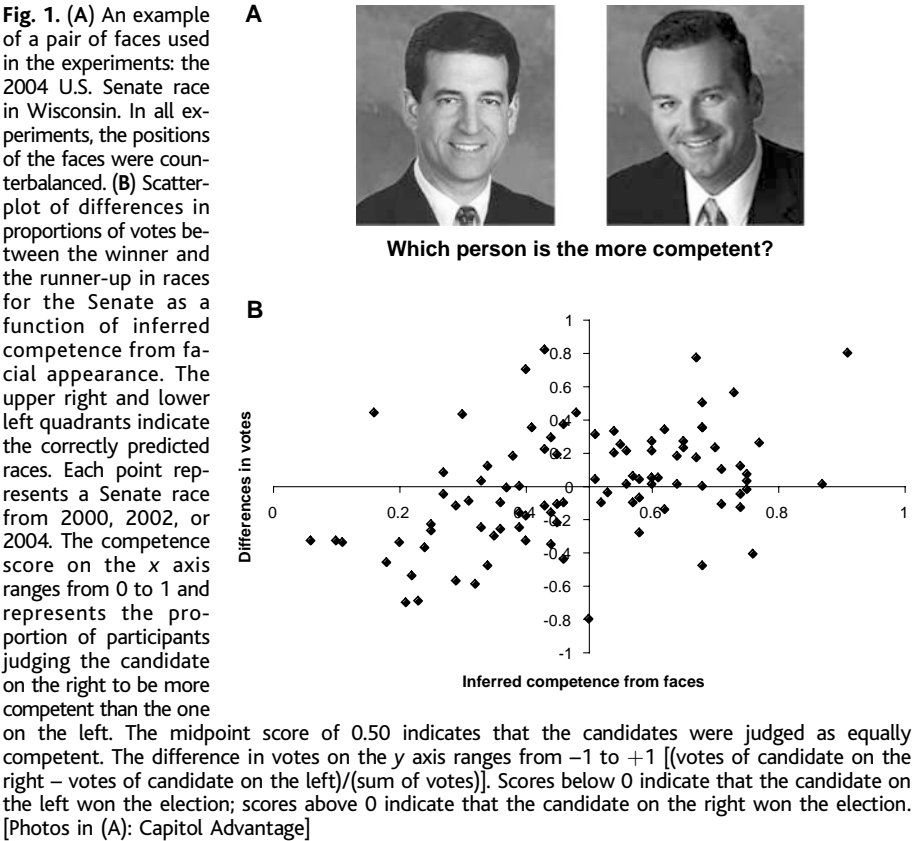 Fig. 1. (A) An example
of a pair of faces used
in the experiments: the
2004 U.S. Senate race
in Wisconsin. In all ex-
periments, the positions
of the faces were coun-
terbalanced. (B) Scatter-
plot of differences in
proportions of votes be-
tween the winner and
the runner-up in races
for the Senate as a
function of inferred
competence from fa-
cial appearance. The
upper right and lower
left quadrants indicate
the correctly predicted
races. Each point rep-
resents a Senate race
from 2000, 2002, or
2004. The competence
score on the x axis
ranges from 0 to 1 and
represents the pro-
portion of participants
judging the candidate
on the right to be more
competent than the one
on the left. The midpoint score of 0.50 indicates that the candidates were judged as equally
competent. The difference in votes on the y axis ranges from –1 to +1 [(votes of candidate on the
right – votes of candidate on the left)/(sum of votes)]. Scores below 0 indicate that the candidate on
the left won the election; scores above 0 indicate that the candidate on the right won the election.
[Photos in (A): Capitol Advantage]
A
Which person is the more competent?
B
Differences in votes
1
0.8
0.6
0.4
0.2
0
-0.2
-0.4
-0.6
-0.8
-1
0 0.2 0.4 0.6 0.8 1
Inferred competence from faces